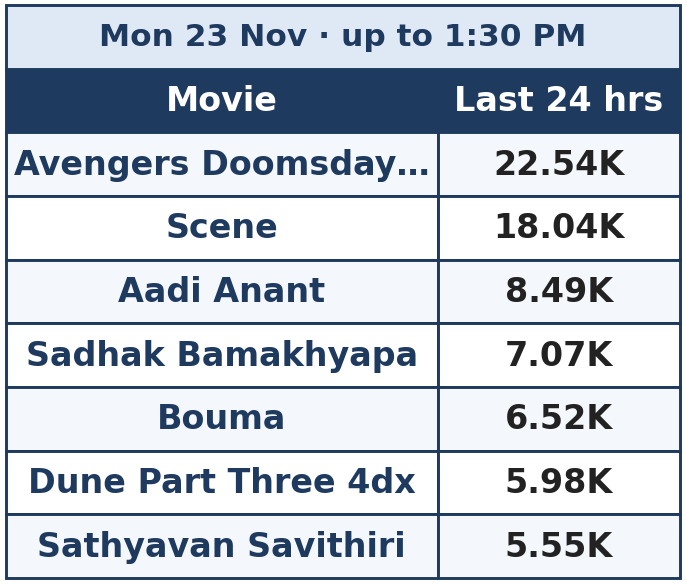 Mon 23 Nov · up to 1:30 PM
Movie Last 24 hrs
Avengers Doomsday... 22.54K
Scene 18.04K
Aadi Anant 8.49K
Sadhak Bamakhyapa 7.07K
Bouma 6.52K
Dune Part Three 4dx 5.98K
Sathyavan Savithiri 5.55K